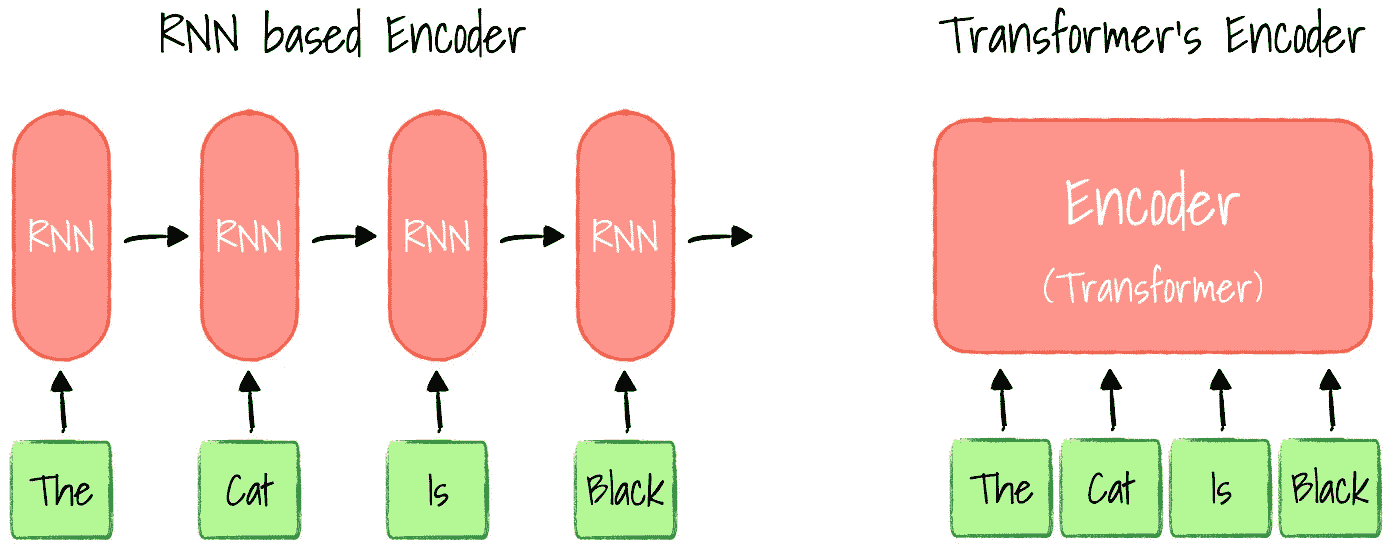 RNN based Encoder
RNN
RNN
RNN
RNN
The
Cat
Is
Black
Transformer's Encoder
Encoder
(Transformer)
The
Cat
Is
Black